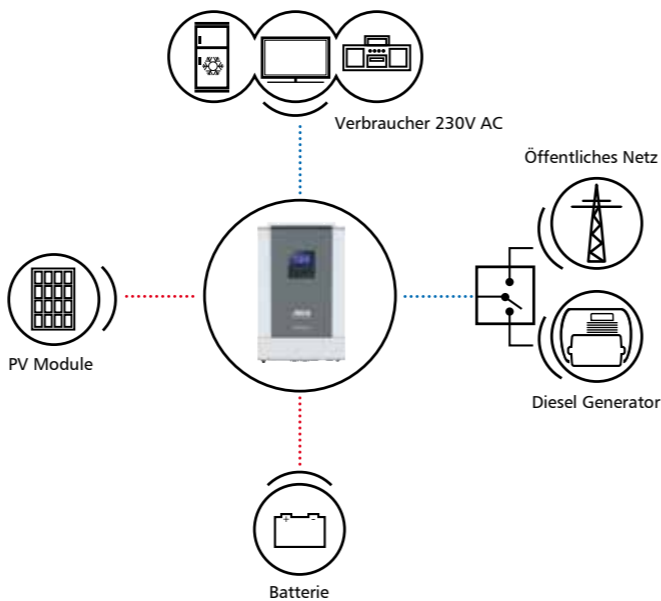 Verbraucher 230V AC
Öffentliches Netz
PV Module
Diesel Generator
+ -
Batterie